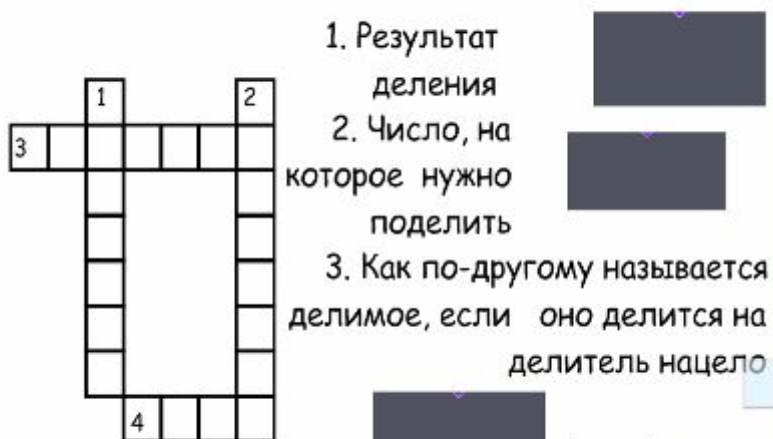 1. Результат
деления
2. Число, на
которое нужно
поделить
3. Как по-другому называется
делимое, если оно делится на
делитель нацело
1
2
3
4